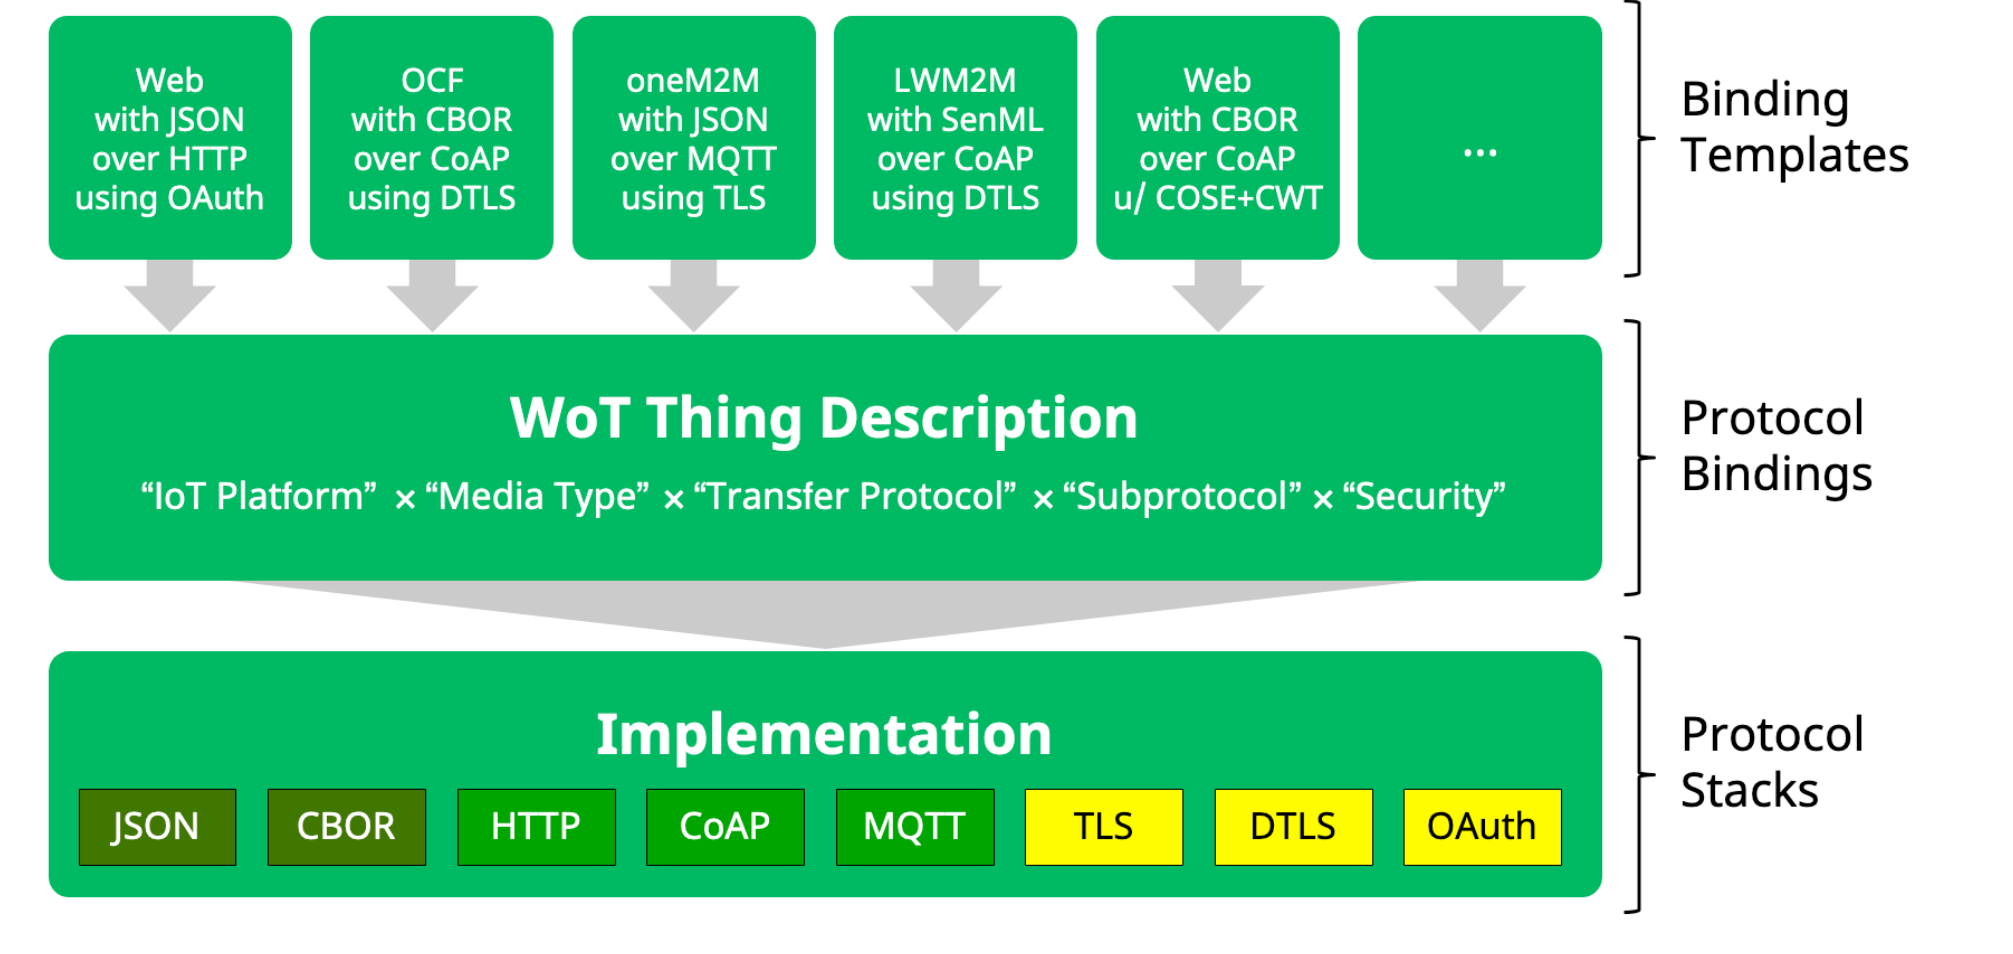 Web
with JSON
over HTTP
using OAuth
OCF
with CBOR
over CoAP
using DTLS
oneM2M
with JSON
over MQTT
using TLS
LWM2M
with SenML
over CoAP
using DTLS
Web
with CBOR
over CoAP
u/ COSE+CWT
...
Binding
Templates
WoT Thing Description
“IoT Platform” × “Media Type” × “Transfer Protocol” × “Subprotocol” × “Security”
Protocol
Bindings
Implementation
JSON CBOR HTTP CoAP MQTT TLS DTLS OAuth
Protocol
Stacks